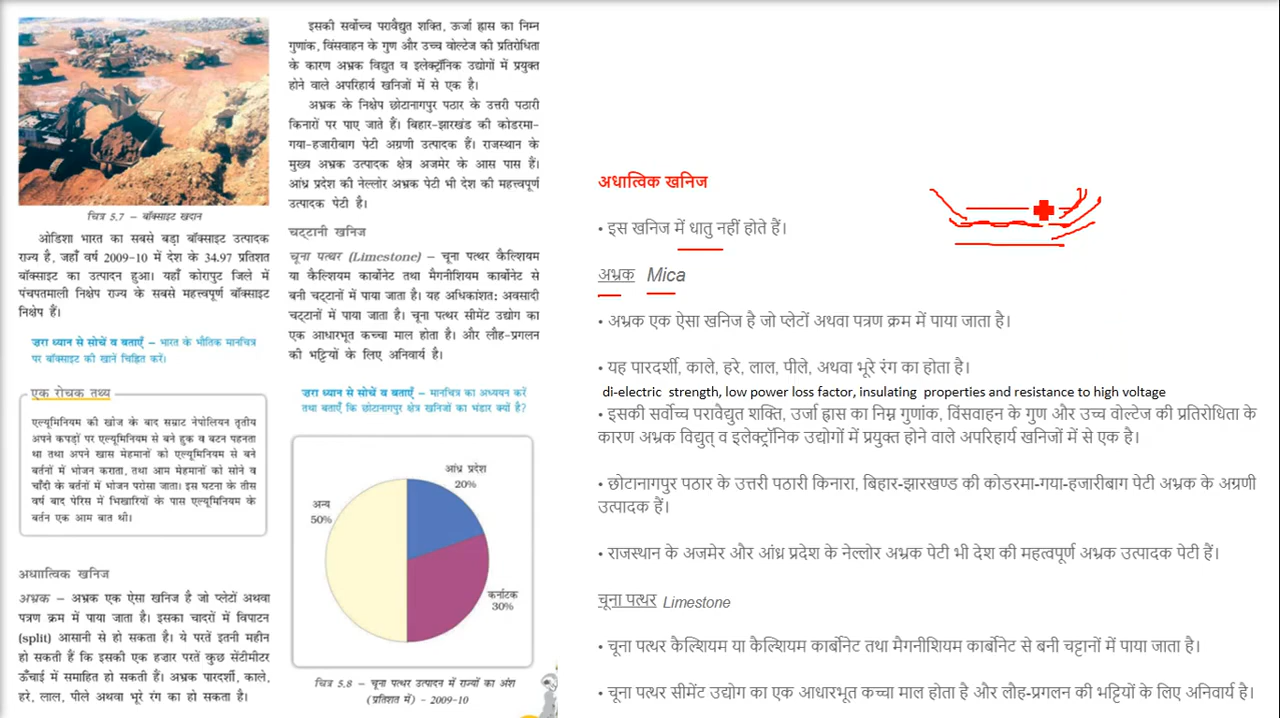 चित्र 5.7 – बॉक्साइट खदान
ओडिशा भारत का सबसे बड़ा बॉक्साइट उत्पादक
राज्य है, जहाँ वर्ष 2009-10 में देश के 34.97 प्रतिशत
बॉक्साइट का उत्पादन हुआ। यहाँ कोरापुट जिले में
पंचपतमाली निक्षेप राज्य के सबसे महत्त्वपूर्ण बॉक्साइट
निक्षेप हैं।
ज़रा ध्यान से सोचें व बताएँ – भारत के भौतिक मानचित्र
पर बॉक्साइट की खानें चिह्नित करें।
एक रोचक तथ्य
एल्यूमिनियम की खोज के बाद सम्राट नेपोलियन तृतीय
अपने कपड़ों पर एल्यूमिनियम से बने हुक व बटन पहनता
था तथा अपने खास मेहमानों को एल्यूमिनियम से बने
बर्तनों में भोजन कराता, तथा आम मेहमानों को सोने व
चाँदी के बर्तनों में भोजन परोसा जाता। इस घटना के तीस
वर्ष बाद पेरिस में भिखारियों के पास एल्यूमिनियम के
बर्तन एक आम बात थी।
अधात्विक खनिज
अभ्रक – अभ्रक एक ऐसा खनिज है जो प्लेटों अथवा
पत्रण क्रम में पाया जाता है। इसका चादरों में विपाटन
(split) आसानी से हो सकता है। ये परतें इतनी महीन
हो सकती हैं कि इसकी एक हजार परतें कुछ सेंटीमीटर
ऊँचाई में समाहित हो सकती हैं। अभ्रक पारदर्शी, काले,
हरे, लाल, पीले अथवा भूरे रंग का हो सकता है।
इसकी सर्वोच्च परावैद्युत शक्ति, ऊर्जा ह्रास का निम्न
गुणांक, विंसवाहन के गुण और उच्च वोल्टेज की प्रतिरोधिता
के कारण अभ्रक विद्युत व इलेक्ट्रॉनिक उद्योगों में प्रयुक्त
होने वाले अपरिहार्य खनिजों में से एक है।
अभ्रक के निक्षेप छोटानागपुर पठार के उत्तरी पठारी
किनारों पर पाए जाते हैं। बिहार-झारखंड की कोडरमा-
गया-हजारीबाग पेटी अग्रणी उत्पादक हैं। राजस्थान के
मुख्य अभ्रक उत्पादक क्षेत्र अजमेर के आस पास हैं।
आंध्र प्रदेश की नेल्लोर अभ्रक पेटी भी देश की महत्त्वपूर्ण
उत्पादक पेटी है।
चट्टानी खनिज
चूना पत्थर (Limestone) – चूना पत्थर कैल्शियम
या कैल्शियम कार्बोनेट तथा मैगनीशियम कार्बोनेट से
बनी चट्टानों में पाया जाता है। यह अधिकांशत: अवसादी
चट्टानों में पाया जाता है। चूना पत्थर सीमेंट उद्योग का
एक आधारभूत कच्चा माल होता है। और लौह-प्रगलन
की भट्टियों के लिए अनिवार्य है।
ज़रा ध्यान से सोचें व बताएँ – मानचित्र का अध्ययन करें
तथा बताएँ कि छोटानागपुर क्षेत्र खनिजों का भंडार क्यों है?
आंध्र प्रदेश
20%
अन्य
50%
कर्नाटक
30%
चित्र 5.8 – चूना पत्थर उत्पादन में राज्यों का अंश
(प्रतिशत में) - 2009-10
अधात्विक खनिज
• इस खनिज में धातु नहीं होते हैं।
अभ्रक Mica
• अभ्रक एक ऐसा खनिज है जो प्लेटों अथवा पत्रण क्रम में पाया जाता है।
• यह पारदर्शी, काले, हरे, लाल, पीले, अथवा भूरे रंग का होता है।
di-electric strength, low power loss factor, insulating properties and resistance to high voltage
• इसकी सर्वोच्च परावैद्युत शक्ति, उर्जा ह्रास का निम्न गुणांक, विंसवाहन के गुण और उच्च वोल्टेज की प्रतिरोधिता के
कारण अभ्रक विद्युत् व इलेक्ट्रॉनिक उद्योगों में प्रयुक्त होने वाले अपरिहार्य खनिजों में से एक है।
• छोटानागपुर पठार के उत्तरी पठारी किनारा, बिहार-झारखण्ड की कोडरमा-गया-हजारीबाग पेटी अभ्रक के अग्रणी
उत्पादक हैं।
• राजस्थान के अजमेर और आंध्र प्रदेश के नेल्लोर अभ्रक पेटी भी देश की महत्वपूर्ण अभ्रक उत्पादक पेटी हैं।
चूना पत्थर Limestone
• चूना पत्थर कैल्शियम या कैल्शियम कार्बोनेट तथा मैगनीशियम कार्बोनेट से बनी चट्टानों में पाया जाता है।
• चूना पत्थर सीमेंट उद्योग का एक आधारभूत कच्चा माल होता है और लौह-प्रगलन की भट्टियों के लिए अनिवार्य है।